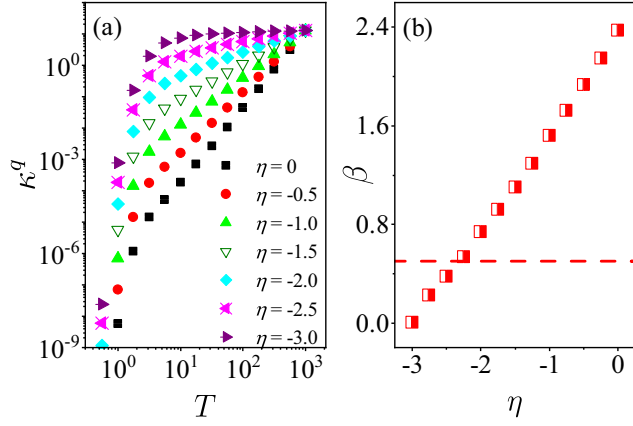 (a)
κ^q
10^0
10^-3
10^-6
10^-9
η = 0
η = -0.5
η = -1.0
η = -1.5
η = -2.0
η = -2.5
η = -3.0
10^0 10^1 10^2 10^3
T
(b)
β
2.4
1.6
0.8
0.0
-3 -2 -1 0
η